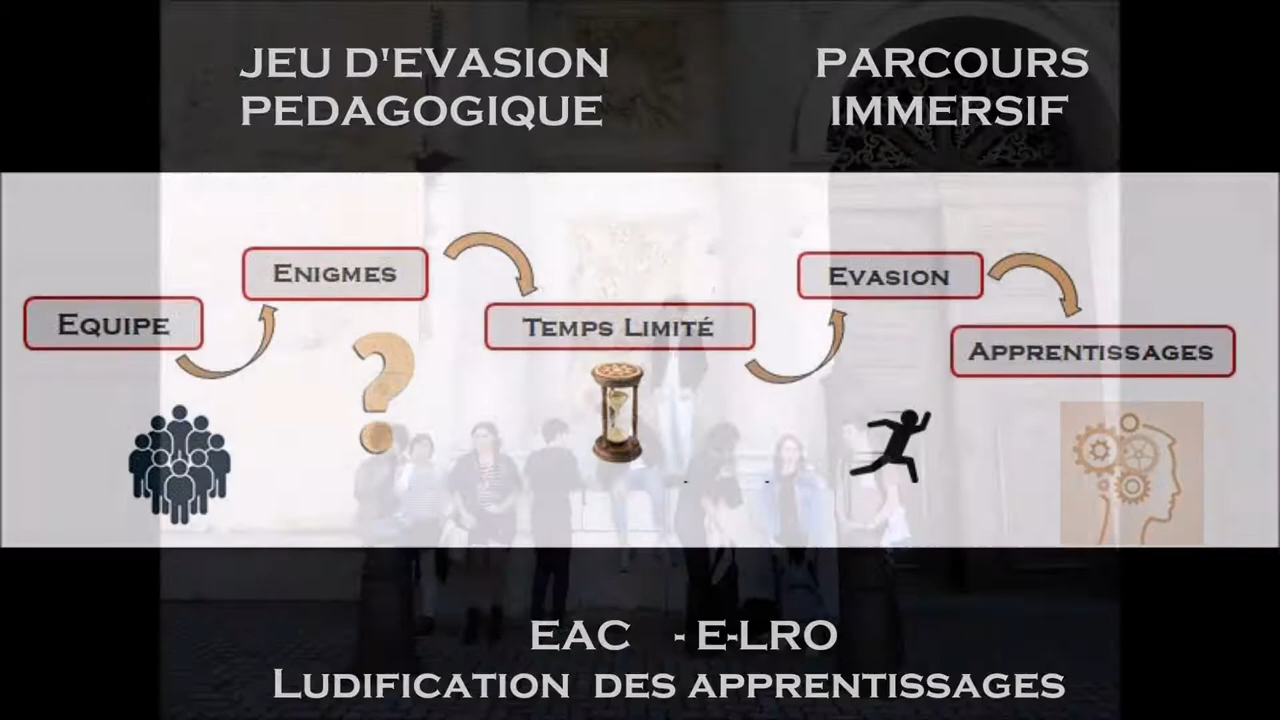 JEU D'EVASION
PEDAGOGIQUE
PARCOURS
IMMERSIF
EQUIPE
ENIGMES
TEMPS LIMITÉ
EVASION
APPRENTISSAGES
?
EAC - E-LRO
LUDIFICATION DES APPRENTISSAGES